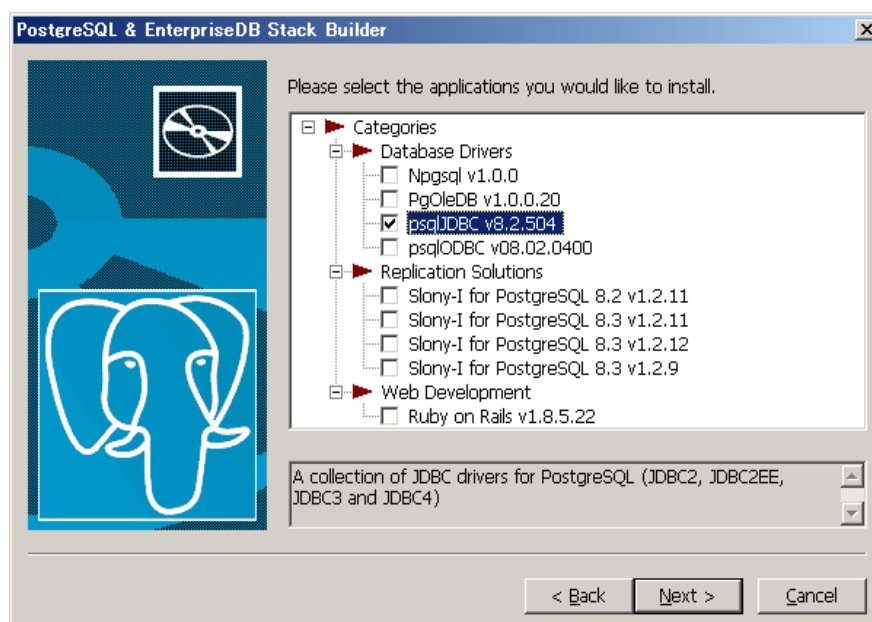 PostgreSQL & EnterpriseDB Stack Builder
Please select the applications you would like to install.
Categories
Database Drivers
Npgsql v1.0.0
PgOleDB v1.0.0.20
psqlJDBC v8.2.504
psqlODBC v08.02.0400
Replication Solutions
Slony-I for PostgreSQL 8.2 v1.2.11
Slony-I for PostgreSQL 8.3 v1.2.11
Slony-I for PostgreSQL 8.3 v1.2.12
Slony-I for PostgreSQL 8.3 v1.2.9
Web Development
Ruby on Rails v1.8.5.22
A collection of JDBC drivers for PostgreSQL (JDBC2, JDBC2EE,
JDBC3 and JDBC4)
< Back Next > Cancel